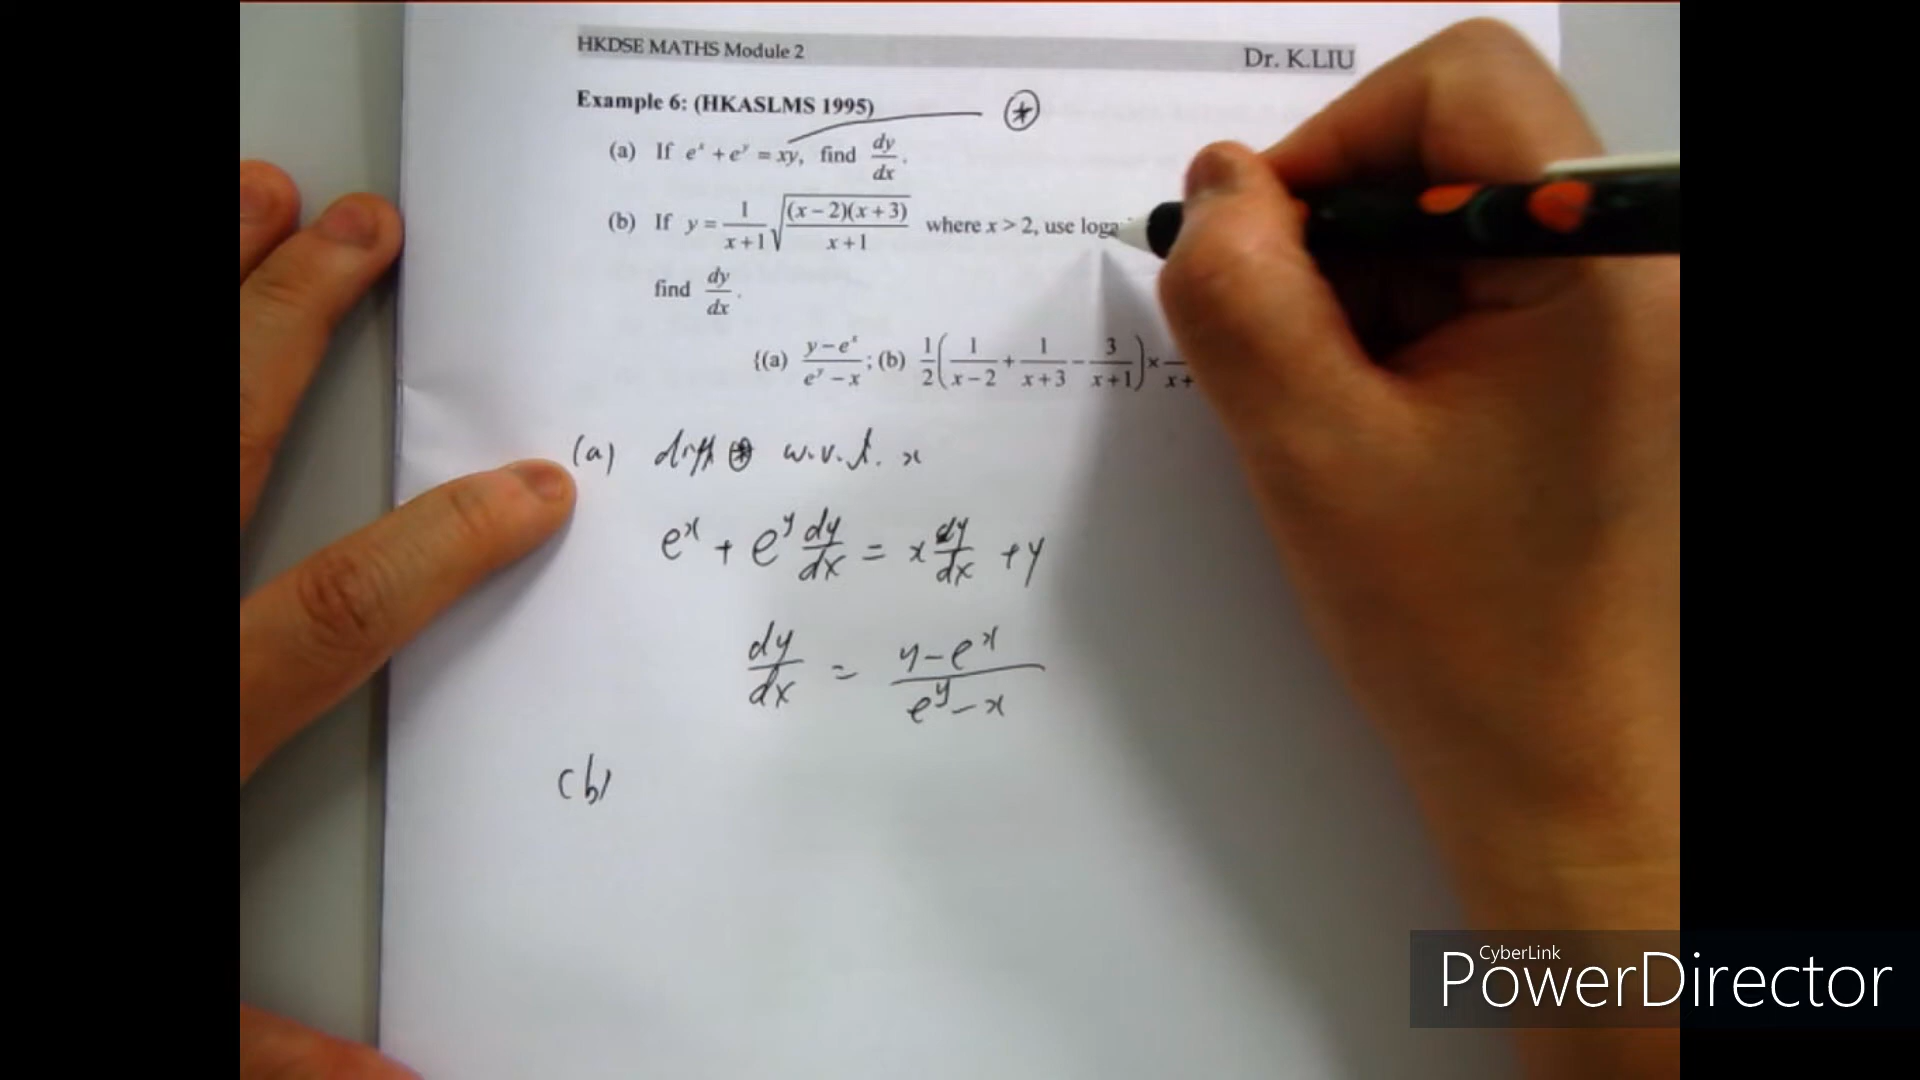 HKDSE MATHS Module 2 Dr. K.LIU
Example 6: (HKASLMS 1995) (*)
(a) If e^x + e^y = xy, find dy/dx.
(b) If y = 1/(x+1) √((x−2)(x+3)/(x+1)) where x > 2, use loga
find dy/dx.
{(a) (y−e^x)/(e^y−x); (b) 1/2(1/(x−2) + 1/(x+3) − 3/(x+1)) × /x+
(a) diff (*) w.r.t. x
e^x + e^y dy/dx = x dy/dx + y
dy/dx = (y−e^x)/(e^y−x)
(b)
CyberLink
PowerDirector